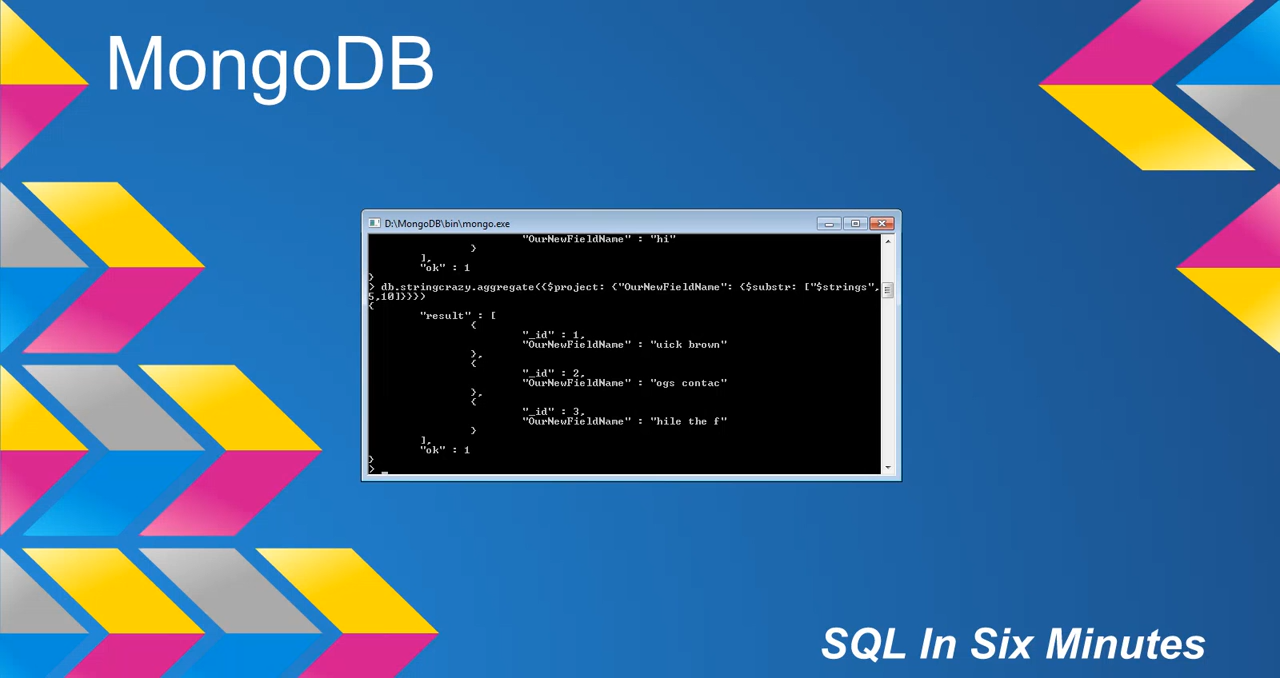 MongoDB
D:\MongoDB\bin\mongo.exe
"OurNewFieldName" : "hi"
}
],
"ok" : 1
>
> db.stringcrazy.aggregate({$project: {"OurNewFieldName": {$substr: ["$strings",
5,10]}}})
{
"result" : [
{
"_id" : 1,
"OurNewFieldName" : "uick brown"
},
{
"_id" : 2,
"OurNewFieldName" : "ogs contac"
},
{
"_id" : 3,
"OurNewFieldName" : "hile the f"
}
],
"ok" : 1
>
> _
SQL In Six Minutes